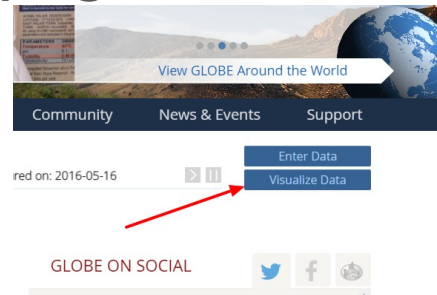 View GLOBE Around the World
Community News & Events Support
Enter Data
red on: 2016-05-16
Visualize Data
GLOBE ON SOCIAL